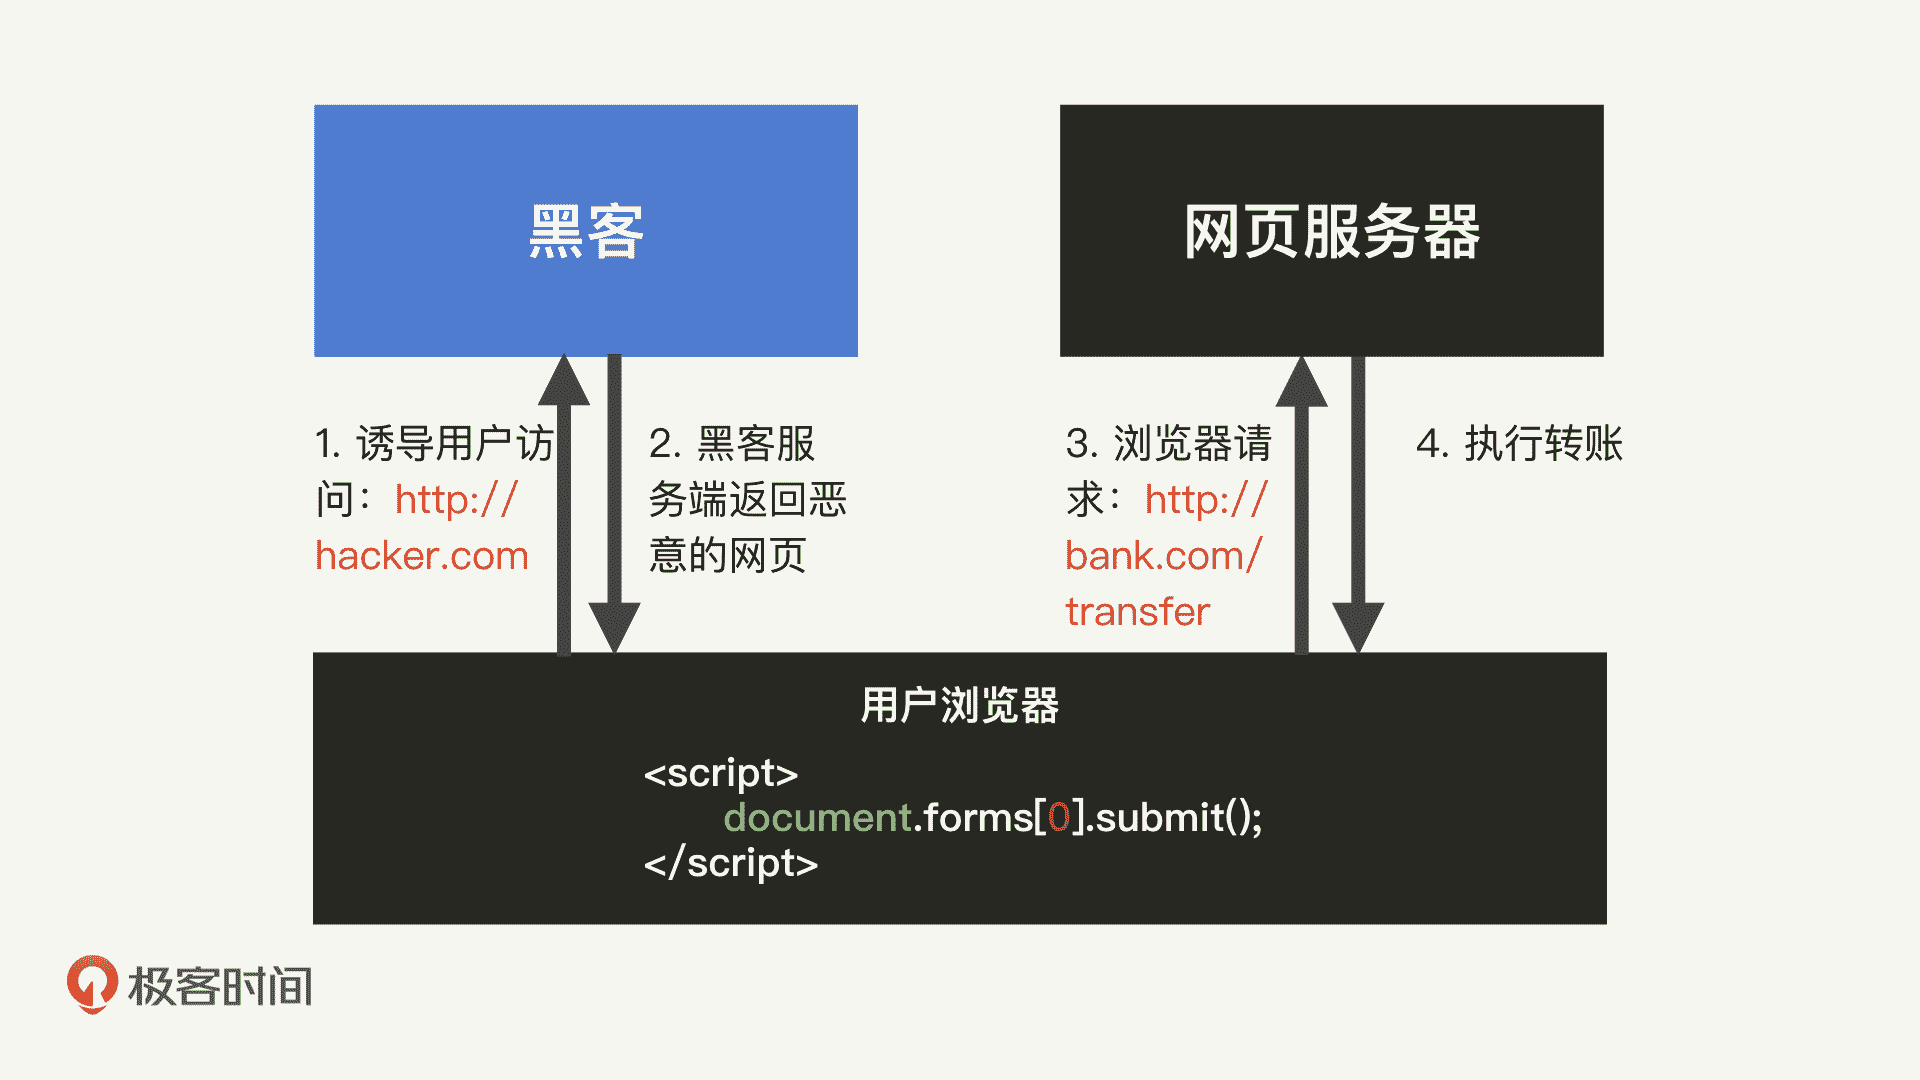 黑客
网页服务器
1. 诱导用户访
问：http://
hacker.com
2. 黑客服
务端返回恶
意的网页
3. 浏览器请
求：http://
bank.com/
transfer
4. 执行转账
用户浏览器
<script>
document.forms[0].submit();
</script>
极客时间